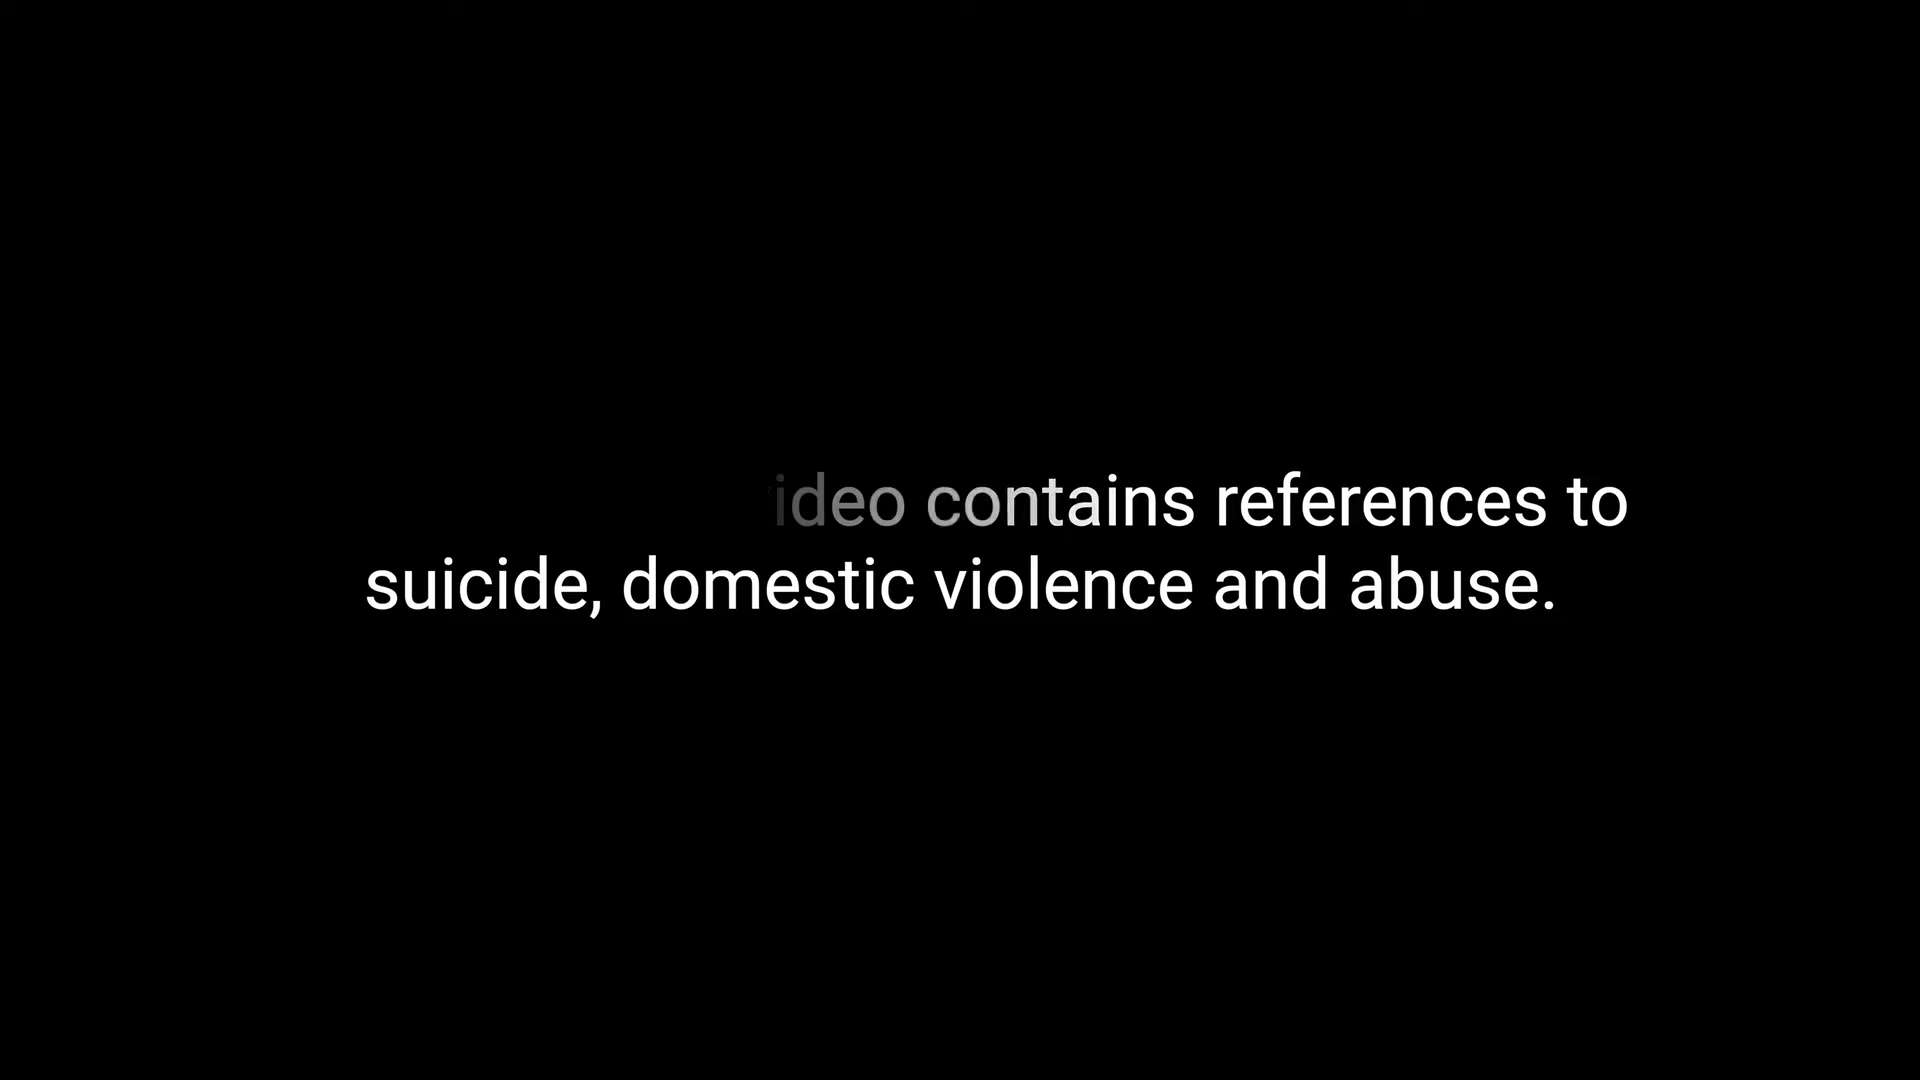 ideo contains references to
suicide, domestic violence and abuse.